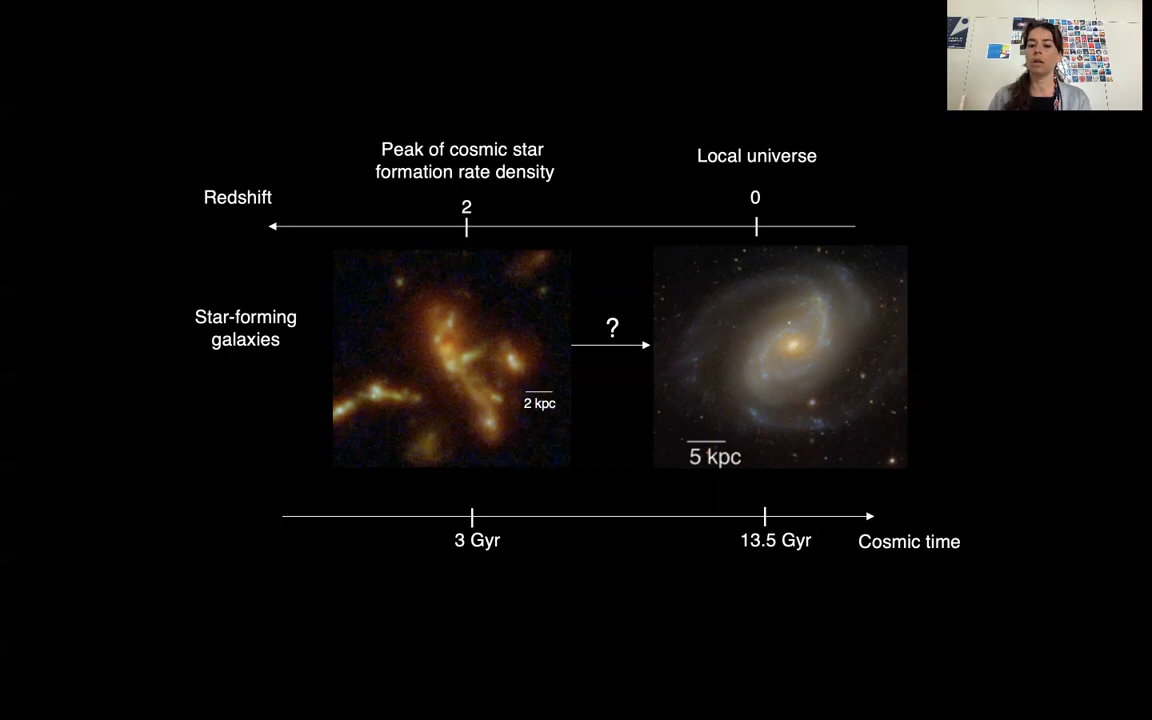 Peak of cosmic star
formation rate density
Local universe
Redshift
2
0
Star-forming
galaxies
?
2 kpc
5 kpc
3 Gyr
13.5 Gyr
Cosmic time